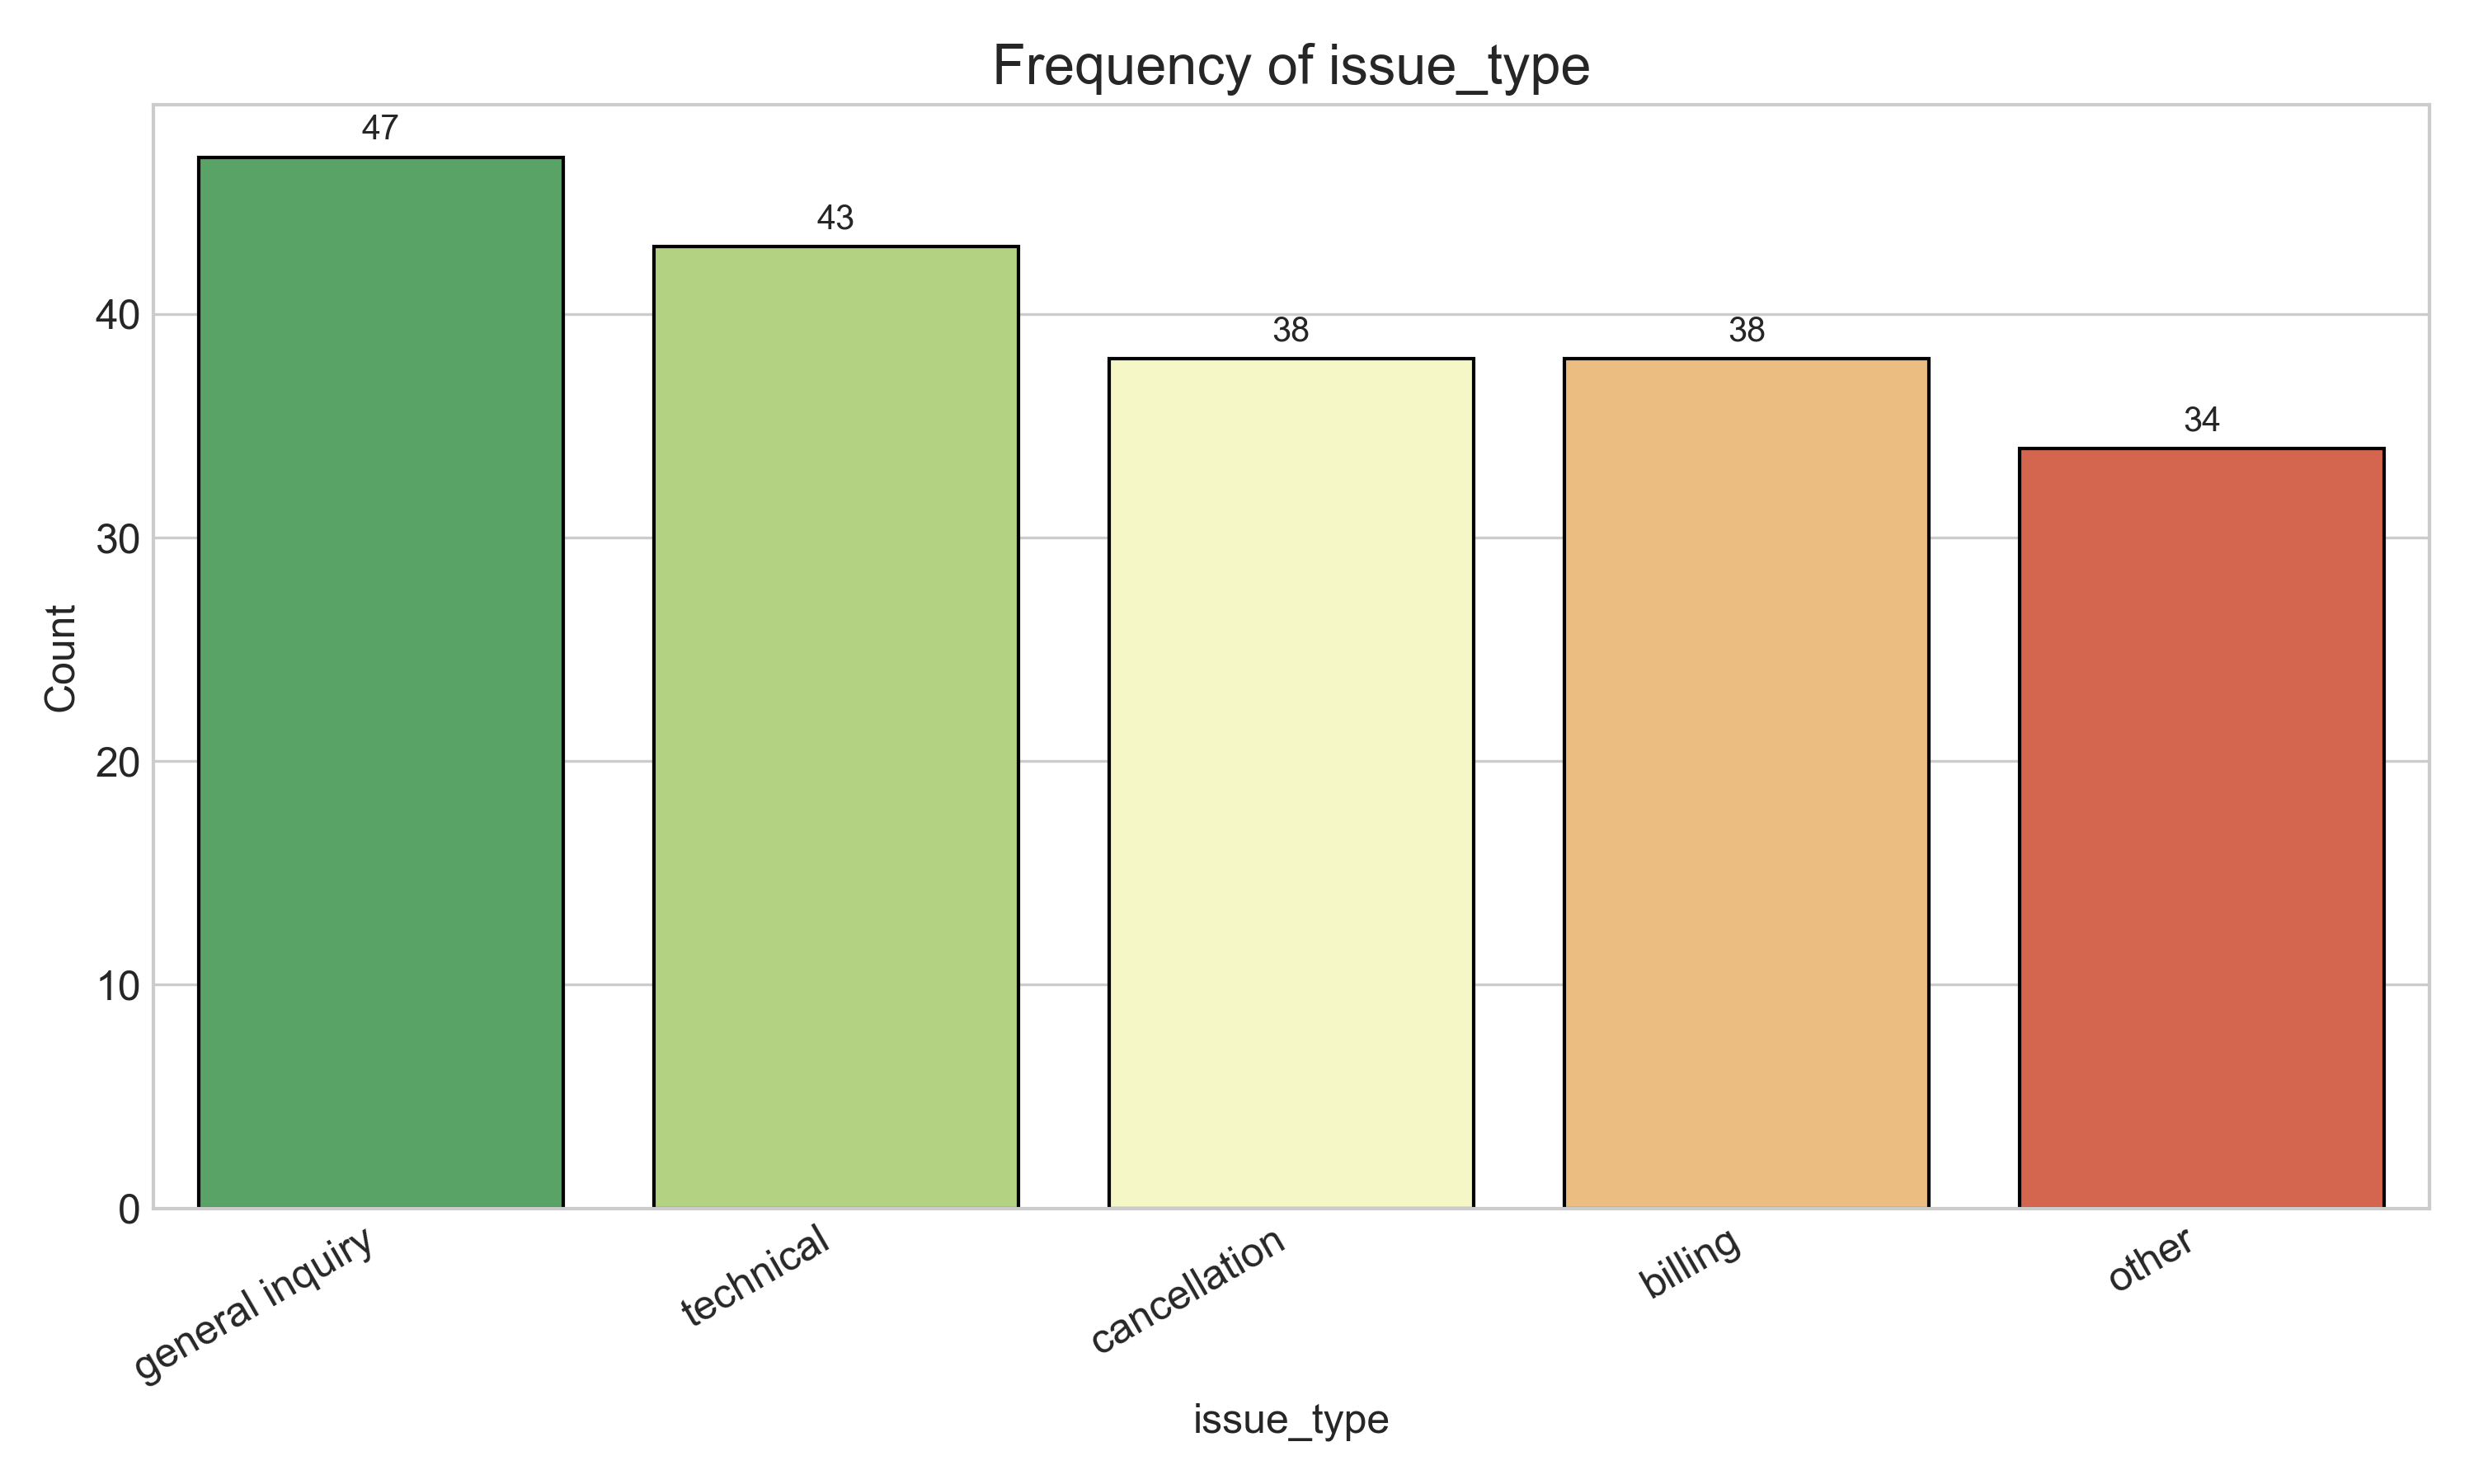 Frequency of issue_type
47
43
38
38
34
40
30
20
10
0
Count
general inquiry
technical
cancellation
billing
other
issue_type